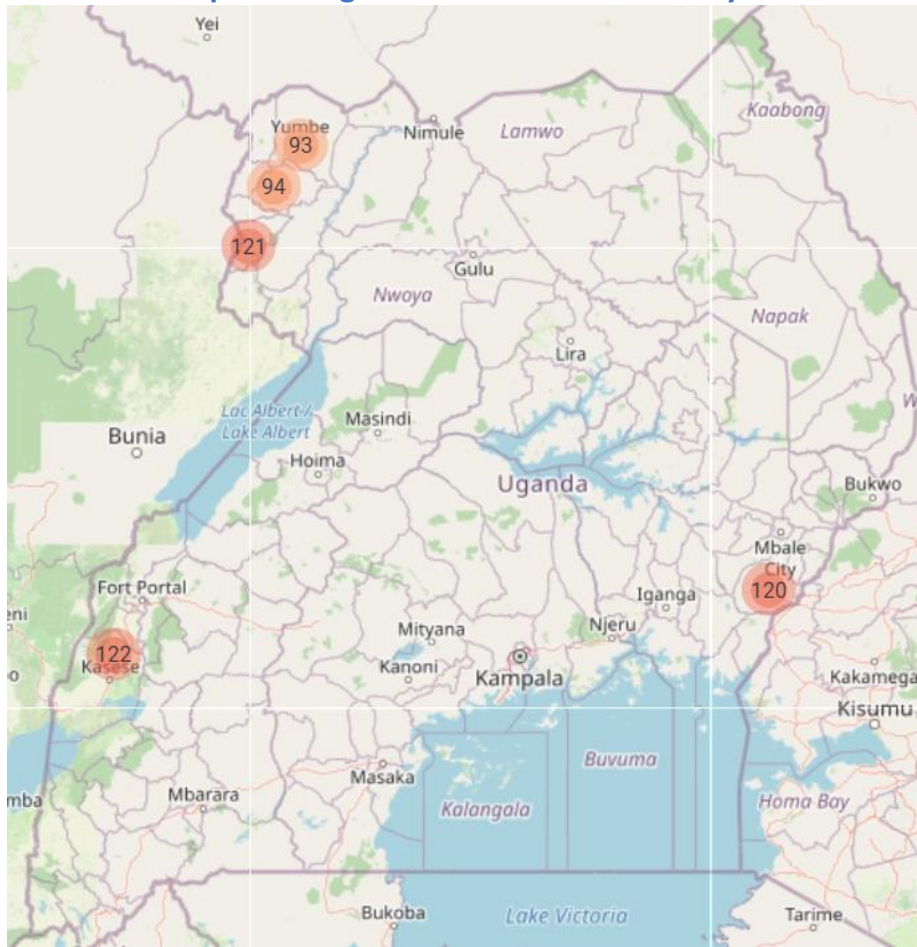 Yei
Kaabong
Yumbe
93
Nimule
Lamwo
94
121
Gulu
Nwoya
Napak
Lira
Lac Albert /
Lake Albert
Masindi
Bunia
Hoima
Uganda
Bukwo
Mbale
City
Fort Portal
120
Iganga
eni
Njeru
Mityana
122
Kasese
Kanoni
Kampala
Kakamega
Kisumu
Buvuma
Masaka
mba
Mbarara
Kalangala
Homa Bay
Bukoba
Lake Victoria
Tarime